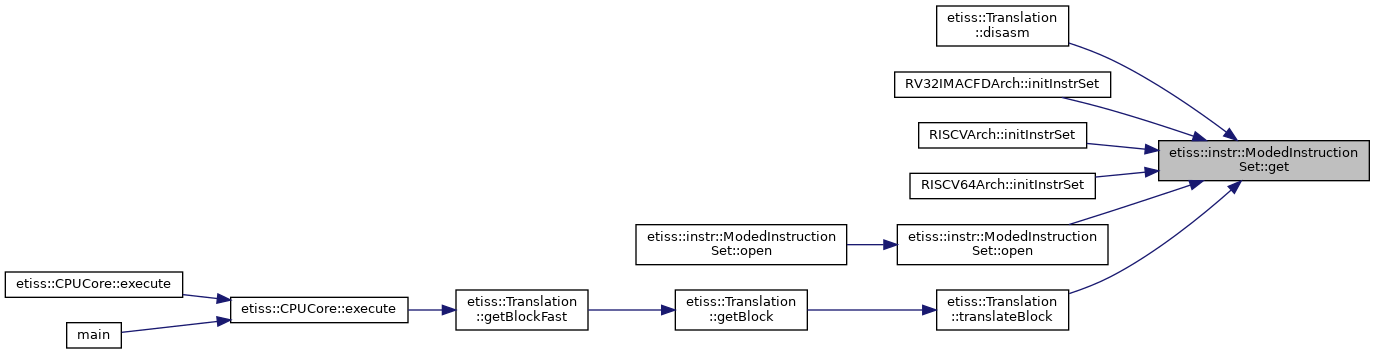 etiss::Translation
::disasm
RV32IMACFDArch::initInstrSet
RISCVArch::initInstrSet
etiss::instr::ModedInstruction
Set::get
RISCV64Arch::initInstrSet
etiss::instr::ModedInstruction
Set::open
etiss::instr::ModedInstruction
Set::open
etiss::CPUCore::execute
etiss::CPUCore::execute
etiss::Translation
::getBlockFast
etiss::Translation
::getBlock
etiss::Translation
::translateBlock
main